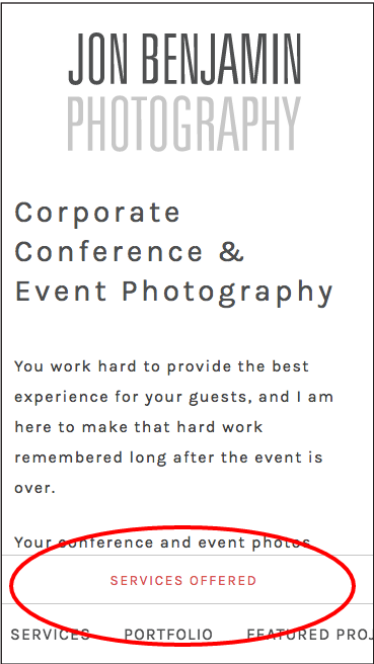 JON BENJAMIN
PHOTOGRAPHY
Corporate
Conference &
Event Photography
You work hard to provide the best
experience for your guests, and I am
here to make that hard work
remembered long after the event is
over.
Your conference and event photos
SERVICES OFFERED
SERVICES PORTFOLIO FEATURED PROJ